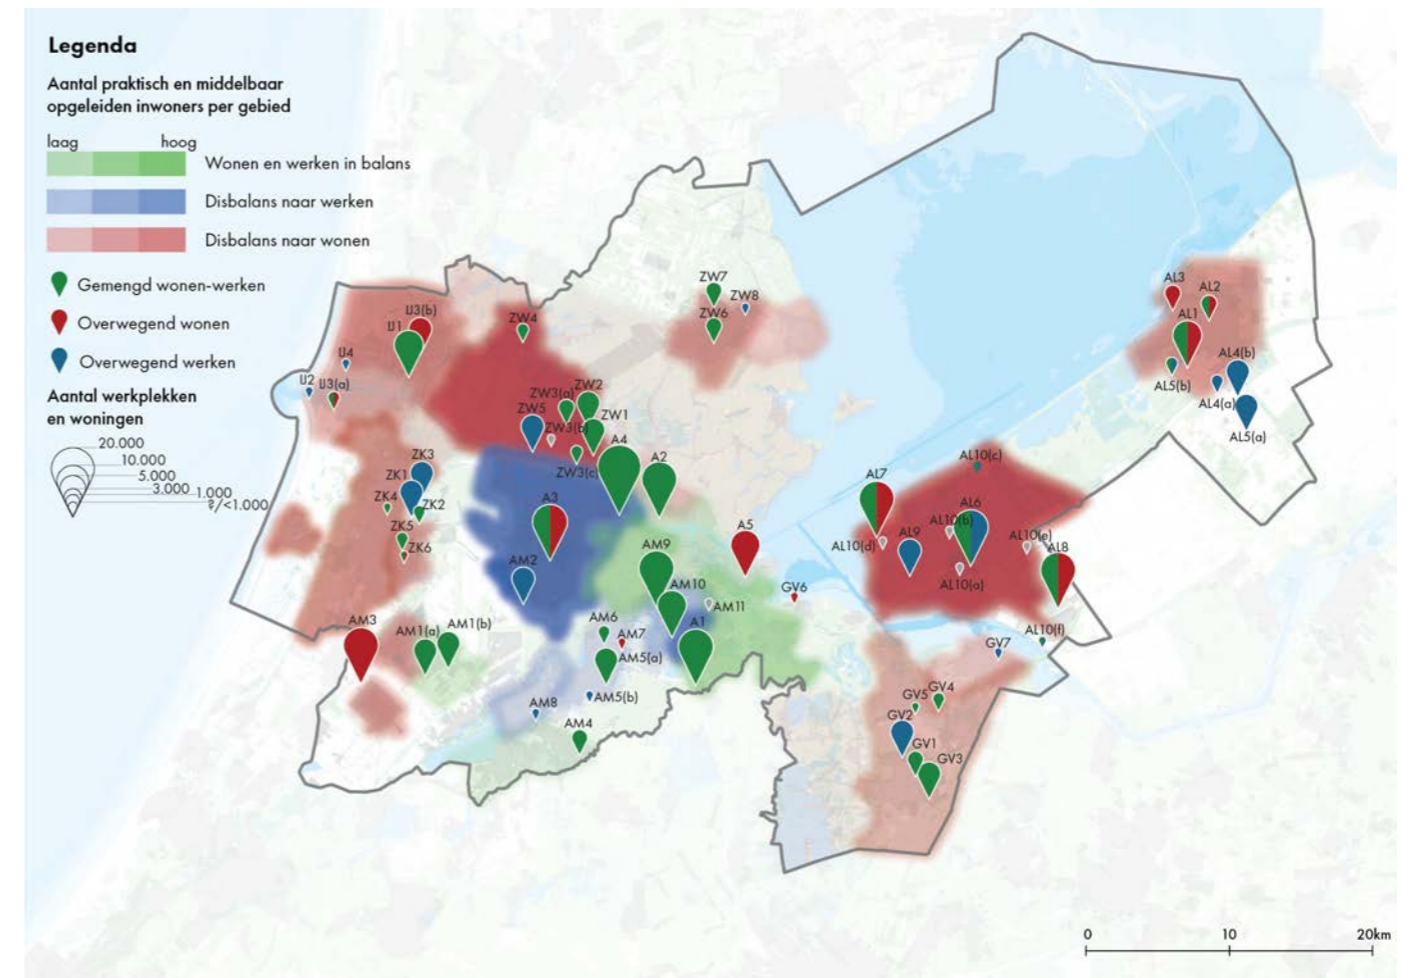 Legenda
Aantal praktisch en middelbaar
opgeleiden inwoners per gebied
laag hoog
Wonen en werken in balans
Disbalans naar werken
Disbalans naar wonen
Gemengd wonen-werken
Overwegend wonen
Overwegend werken
Aantal werkplekken
en woningen
20.000
10.000
5.000
3.000
1.000
?/<1.000
IJ3(b)
IJ1
IJ4
IJ2
IJ3(a)
ZW4
ZW7
ZW8
ZW6
ZW3(a)
ZW2
ZW5
ZW1
ZW3(b)
ZW3(c)
A4
A2
ZK3
ZK1
ZK4
ZK2
ZK5
ZK6
A3
AM2
AM9
A5
AM10
AM11
A1
GV6
AM3
AM1(a)
AM1(b)
AM6
AM7
AM5(a)
AM5(b)
AM8
AM4
AL3
AL2
AL1
AL4(b)
AL5(b)
AL4(a)
AL5(a)
AL10(c)
AL7
AL6
AL10(b)
AL9
AL10(d)
AL10(e)
AL8
AL10(a)
AL10(f)
GV7
GV5
GV4
GV2
GV1
GV3
0 10 20km